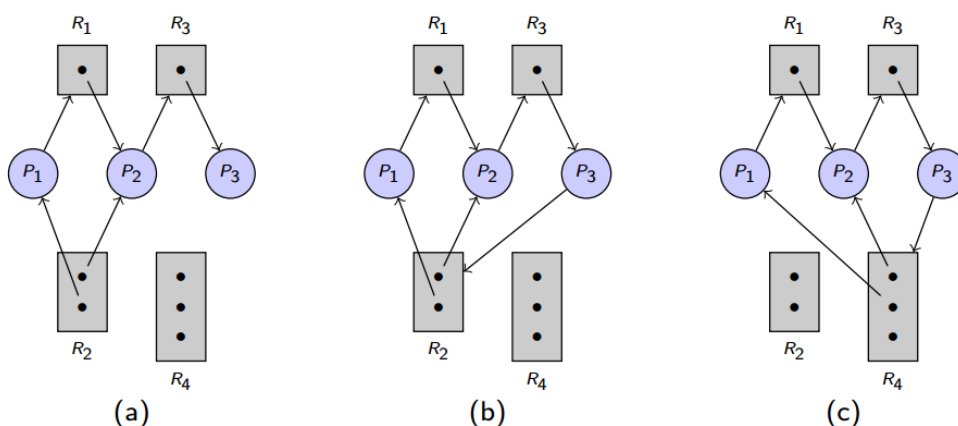 R1 R3 R1 R3 R1 R3
P1 P2 P3 P1 P2 P3 P1 P2 P3
R2 R2 R2
R4 R4 R4
(a) (b) (c)